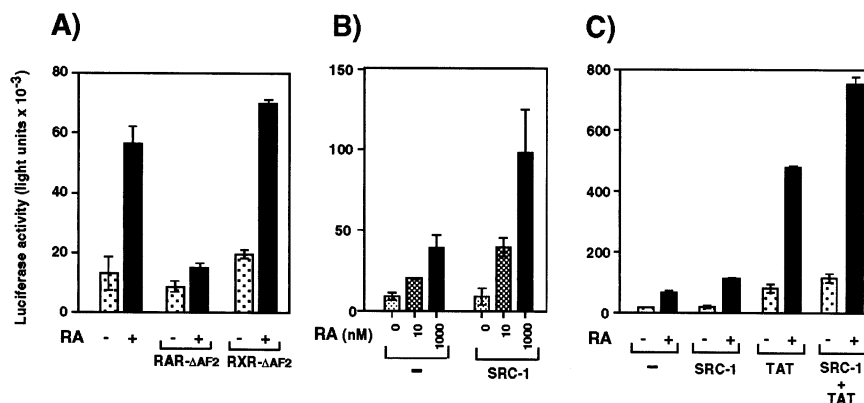 A)
B)
C)
Luciferase activity (light units x 10⁻³)
80
60
40
20
0
RA - + - + - +
RAR-ΔAF2 RXR-ΔAF2
150
100
50
0
RA (nM) 0 10 1000 0 10 1000
– SRC-1
800
600
400
200
0
RA - + - + - + - +
– SRC-1 TAT SRC-1
+
TAT